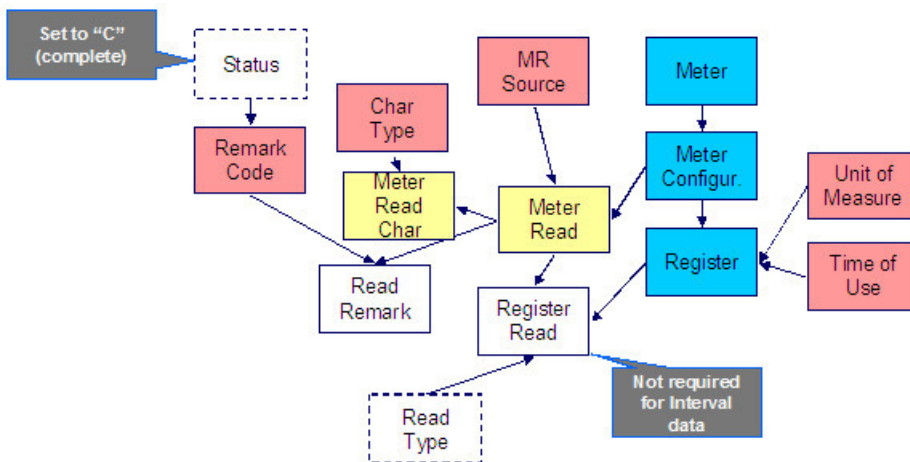 Set to “C”
(complete)
Status
MR
Source
Meter
Char
Type
Remark
Code
Meter
Configur.
Unit of
Measure
Meter
Read
Char
Meter
Read
Register
Time of
Use
Read
Remark
Register
Read
Not required
for Interval
data
Read
Type